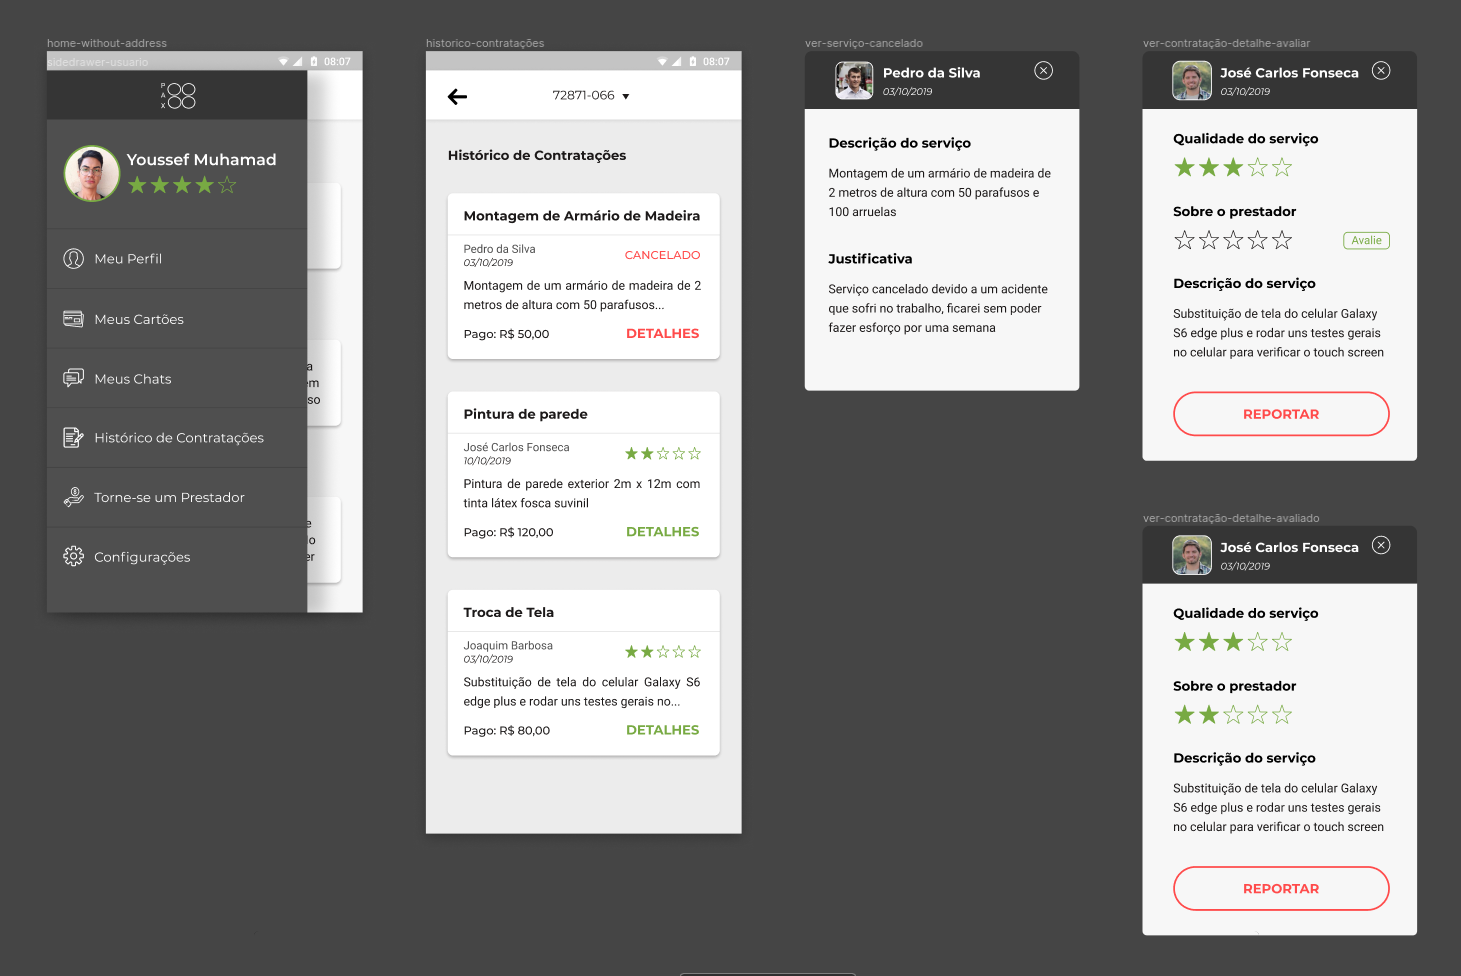 home-without-address
sidedrawer-usuario
08:07
PAX
Youssef Muhamad
Meu Perfil
Meus Cartões
Meus Chats
Histórico de Contratações
Torne-se um Prestador
Configurações
a
em
so
e
lo
er
historico-contratações
08:07
72871-066
Histórico de Contratações
Montagem de Armário de Madeira
Pedro da Silva
03/10/2019
CANCELADO
Montagem de um armário de madeira de 2
metros de altura com 50 parafusos...
Pago: R$ 50,00
DETALHES
Pintura de parede
José Carlos Fonseca
10/10/2019
Pintura de parede exterior 2m x 12m com
tinta látex fosca suvinil
Pago: R$ 120,00
DETALHES
Troca de Tela
Joaquim Barbosa
03/10/2019
Substituição de tela do celular Galaxy S6
edge plus e rodar uns testes gerais no...
Pago: R$ 80,00
DETALHES
ver-serviço-cancelado
Pedro da Silva
03/10/2019
Descrição do serviço
Montagem de um armário de madeira de
2 metros de altura com 50 parafusos e
100 arruelas
Justificativa
Serviço cancelado devido a um acidente
que sofri no trabalho, ficarei sem poder
fazer esforço por uma semana
ver-contratação-detalhe-avaliar
José Carlos Fonseca
03/10/2019
Qualidade do serviço
Sobre o prestador
Avalie
Descrição do serviço
Substituição de tela do celular Galaxy
S6 edge plus e rodar uns testes gerais
no celular para verificar o touch screen
REPORTAR
ver-contratação-detalhe-avaliado
José Carlos Fonseca
03/10/2019
Qualidade do serviço
Sobre o prestador
Descrição do serviço
Substituição de tela do celular Galaxy
S6 edge plus e rodar uns testes gerais
no celular para verificar o touch screen
REPORTAR